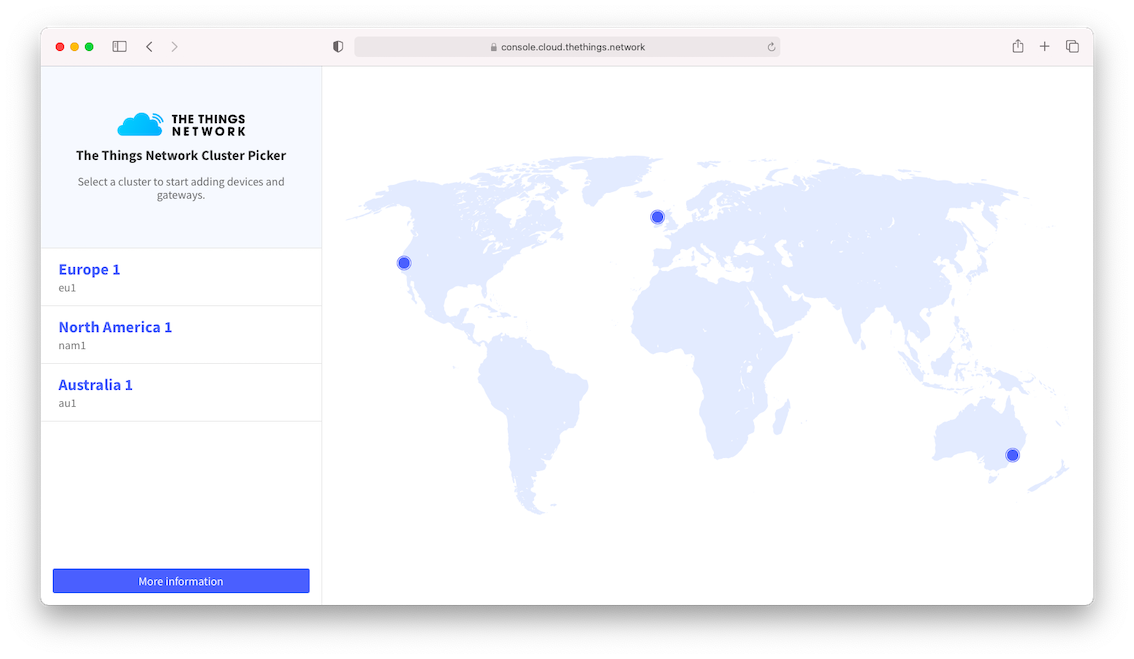 console.cloud.thethings.network
THE THINGS
NETWORK
The Things Network Cluster Picker
Select a cluster to start adding devices and
gateways.
Europe 1
eu1
North America 1
nam1
Australia 1
au1
More information